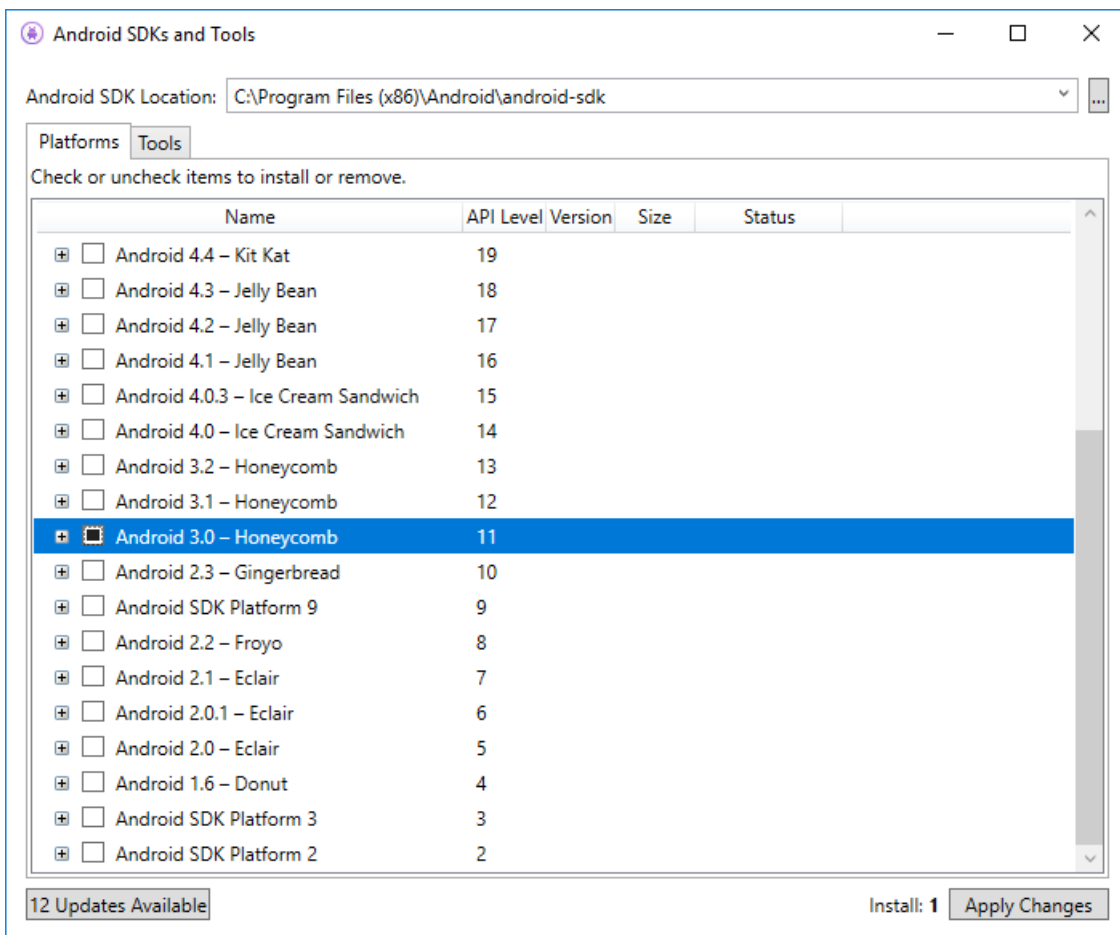 Android SDKs and Tools
Android SDK Location: C:\Program Files (x86)\Android\android-sdk ...
Platforms Tools
Check or uncheck items to install or remove.
Name API Level Version Size Status
Android 4.4 – Kit Kat 19
Android 4.3 – Jelly Bean 18
Android 4.2 – Jelly Bean 17
Android 4.1 – Jelly Bean 16
Android 4.0.3 – Ice Cream Sandwich 15
Android 4.0 – Ice Cream Sandwich 14
Android 3.2 – Honeycomb 13
Android 3.1 – Honeycomb 12
Android 3.0 – Honeycomb 11
Android 2.3 – Gingerbread 10
Android SDK Platform 9 9
Android 2.2 – Froyo 8
Android 2.1 – Eclair 7
Android 2.0.1 – Eclair 6
Android 2.0 – Eclair 5
Android 1.6 – Donut 4
Android SDK Platform 3 3
Android SDK Platform 2 2
12 Updates Available Install: 1 Apply Changes